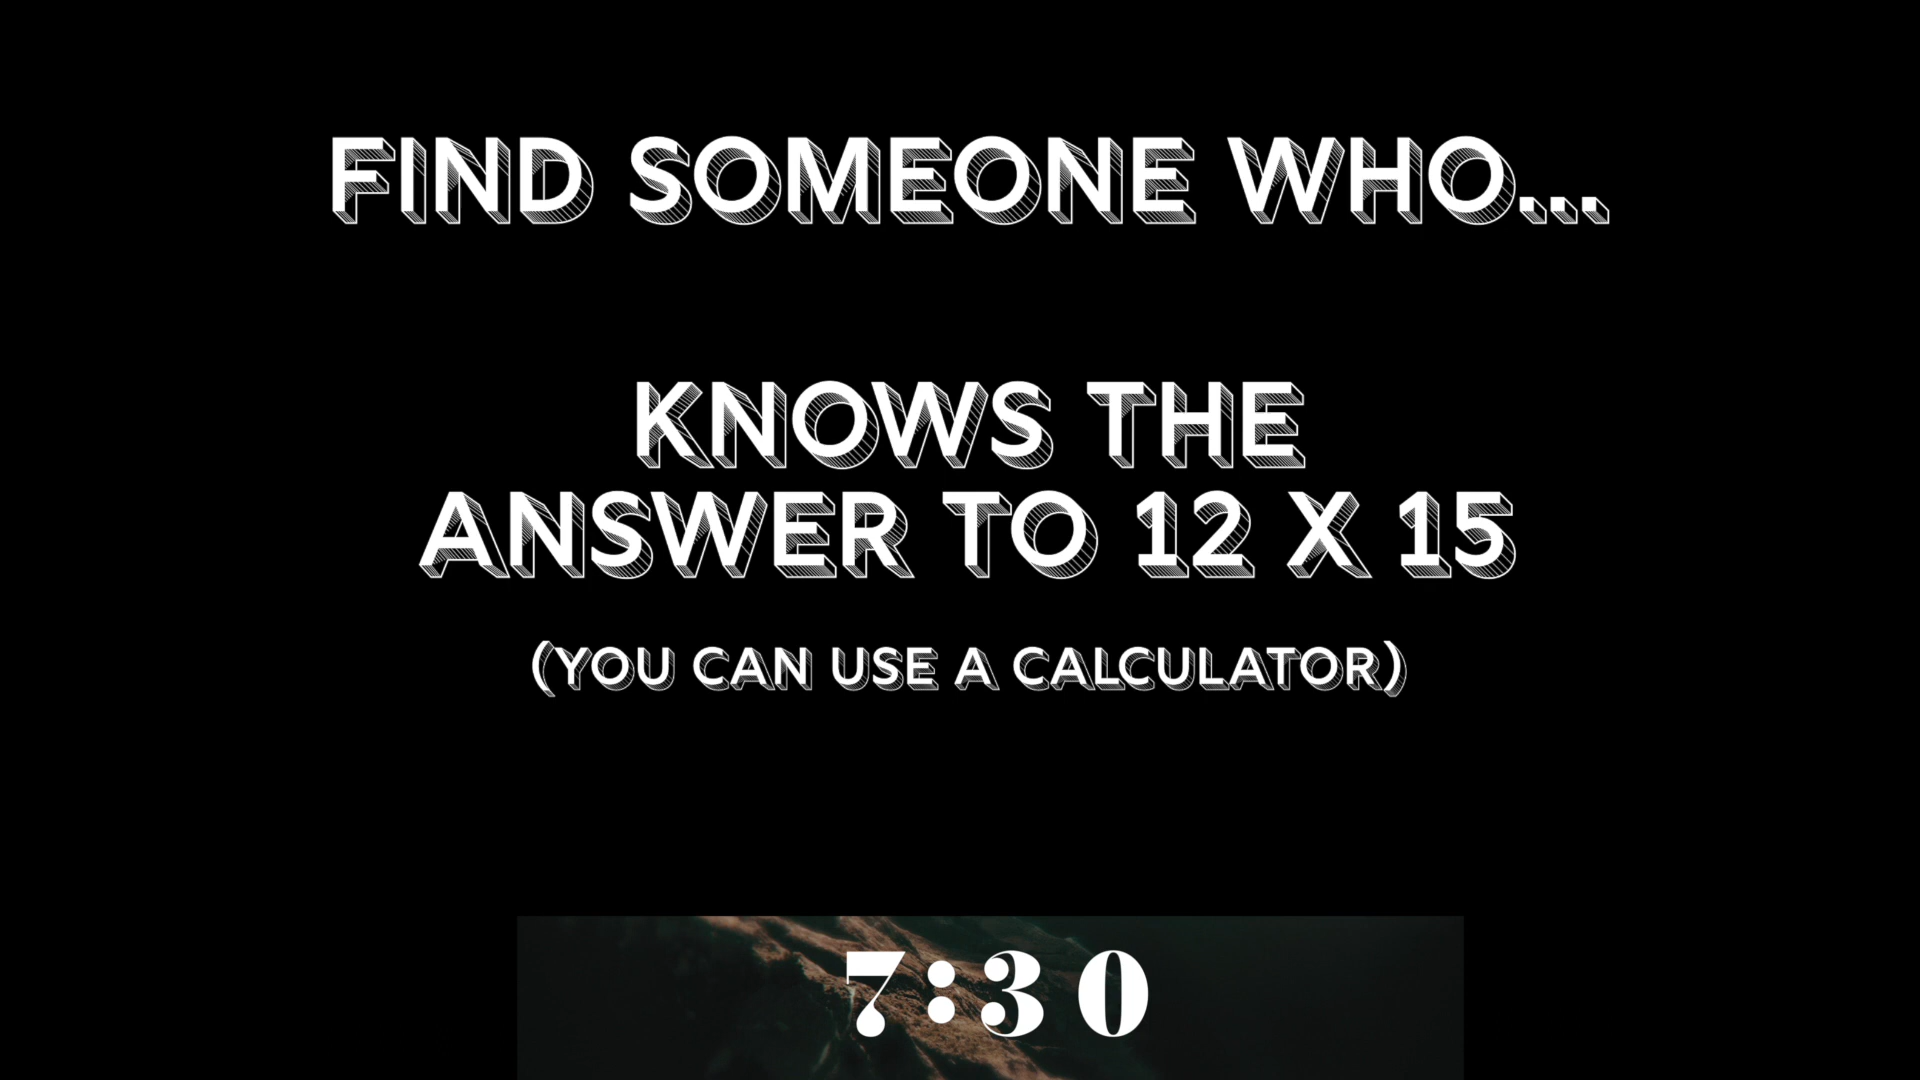 FIND SOMEONE WHO...
KNOWS THE
ANSWER TO 12 X 15
(YOU CAN USE A CALCULATOR)
7:30